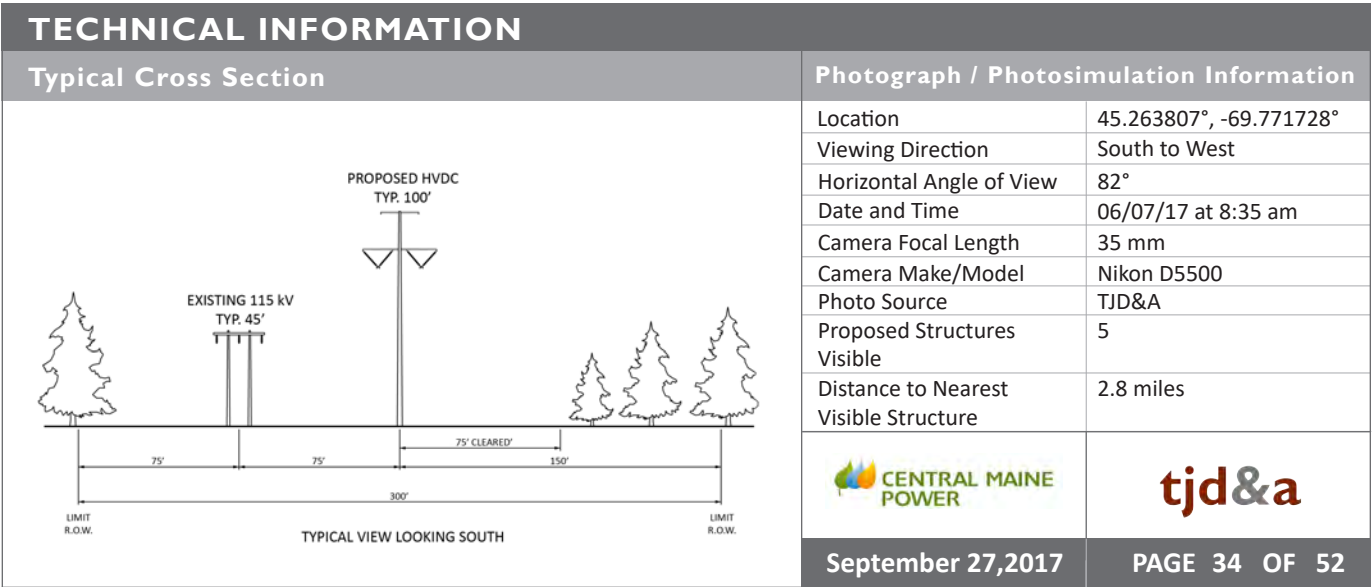 TECHNICAL INFORMATION
Typical Cross Section
PROPOSED HVDC
TYP. 100'
EXISTING 115 kV
TYP. 45'
75' CLEARED'
75'
75'
150'
300'
LIMIT
R.O.W.
LIMIT
R.O.W.
TYPICAL VIEW LOOKING SOUTH
Photograph / Photosimulation Information
Location 45.263807°, -69.771728°
Viewing Direction South to West
Horizontal Angle of View 82°
Date and Time 06/07/17 at 8:35 am
Camera Focal Length 35 mm
Camera Make/Model Nikon D5500
Photo Source TJD&A
Proposed Structures 5
Visible
Distance to Nearest 2.8 miles
Visible Structure
CENTRAL MAINE
POWER
tjd&a
September 27,2017 PAGE 34 OF 52